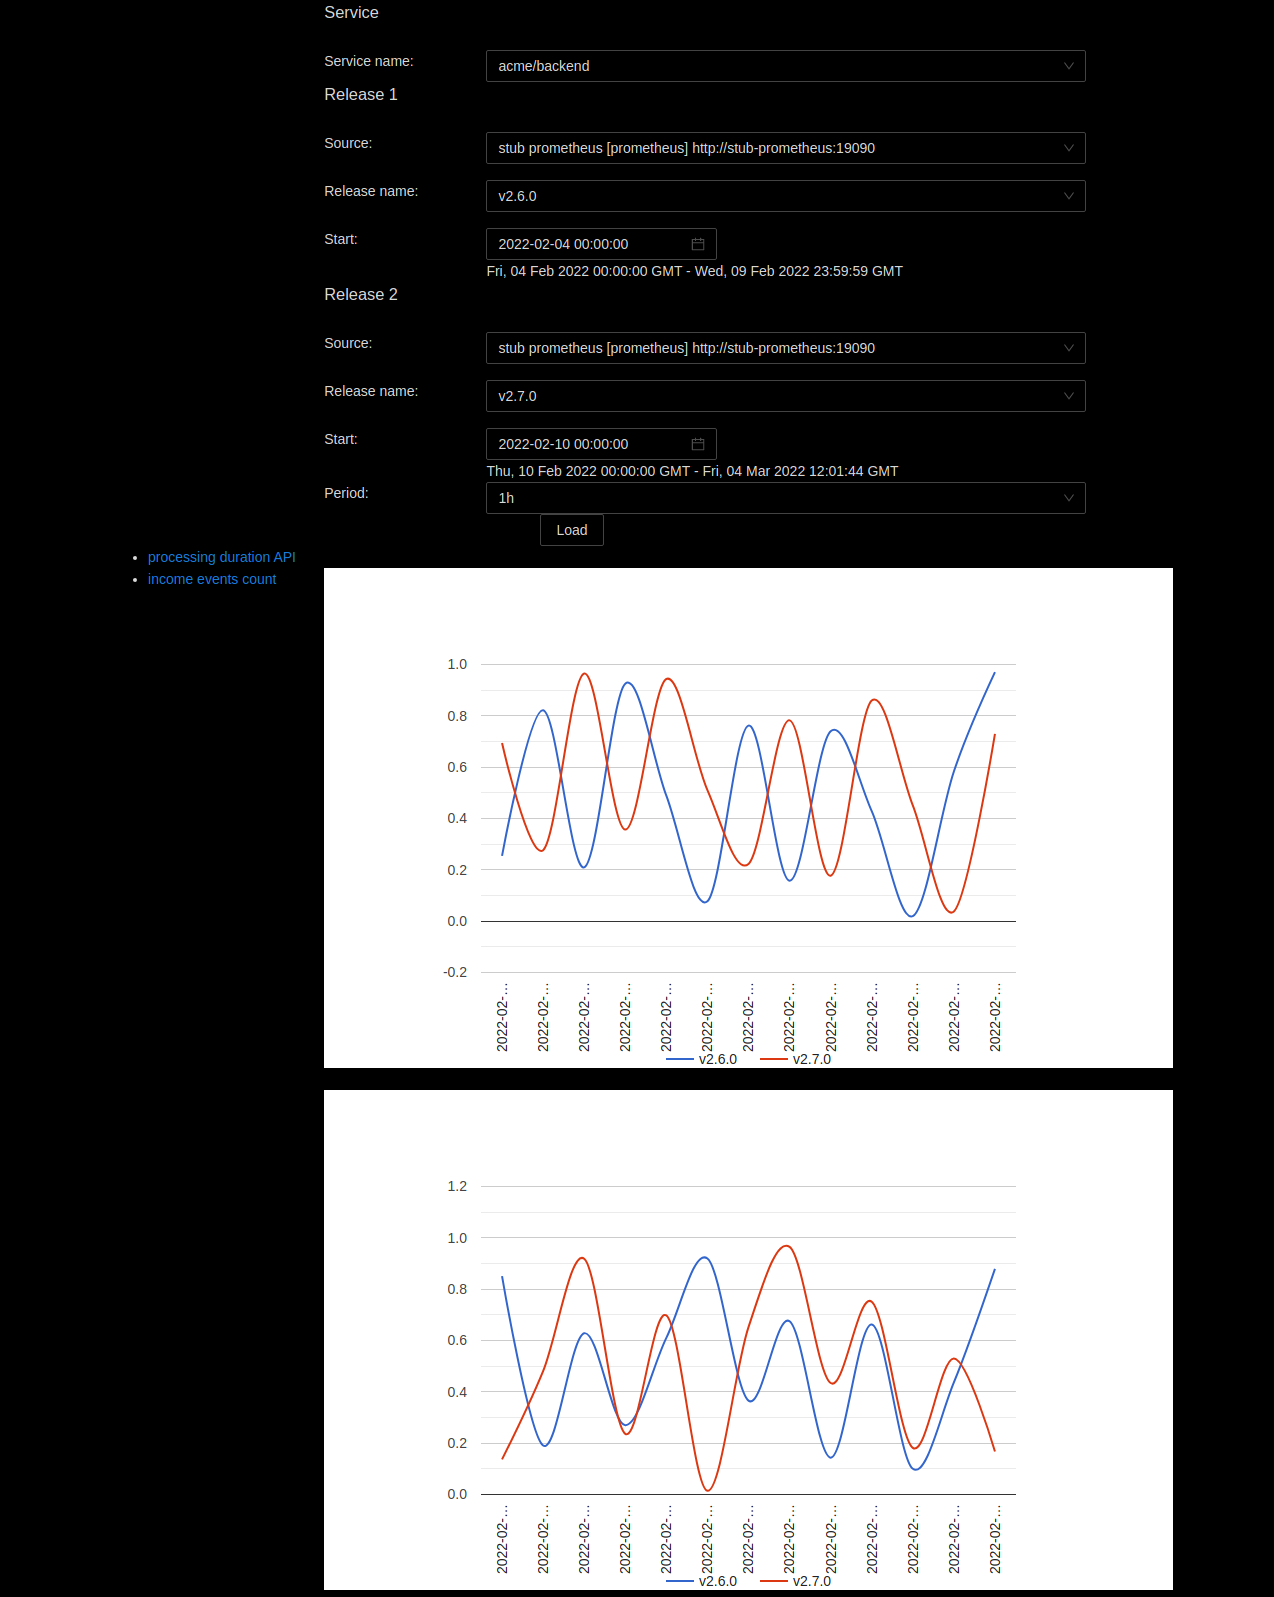 Service
Service name:
acme/backend
Release 1
Source:
stub prometheus [prometheus] http://stub-prometheus:19090
Release name:
v2.6.0
Start:
2022-02-04 00:00:00
Fri, 04 Feb 2022 00:00:00 GMT - Wed, 09 Feb 2022 23:59:59 GMT
Release 2
Source:
stub prometheus [prometheus] http://stub-prometheus:19090
Release name:
v2.7.0
Start:
2022-02-10 00:00:00
Thu, 10 Feb 2022 00:00:00 GMT - Fri, 04 Mar 2022 12:01:44 GMT
Period:
1h
Load
processing duration API
income events count
1.0
0.8
0.6
0.4
0.2
0.0
-0.2
2022-02-…
2022-02-…
2022-02-…
2022-02-…
2022-02-…
2022-02-…
2022-02-…
2022-02-…
2022-02-…
2022-02-…
2022-02-…
2022-02-…
2022-02-…
v2.6.0
v2.7.0
1.2
1.0
0.8
0.6
0.4
0.2
0.0
2022-02-…
2022-02-…
2022-02-…
2022-02-…
2022-02-…
2022-02-…
2022-02-…
2022-02-…
2022-02-…
2022-02-…
2022-02-…
2022-02-…
2022-02-…
v2.6.0
v2.7.0